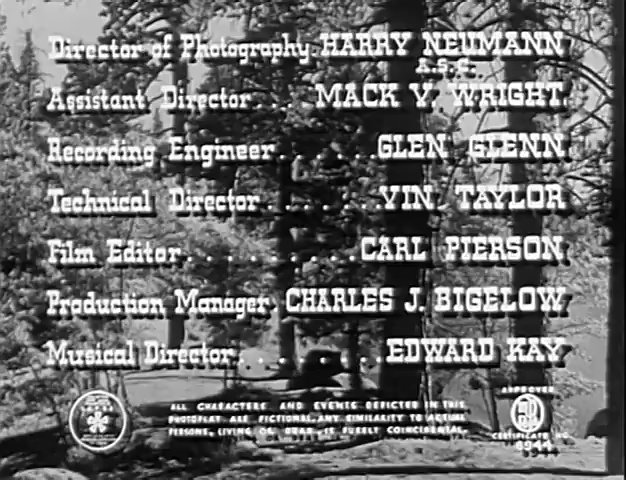 Director of Photography. HARRY NEUMANN
A.S.C.
Assistant Director.... MACK V. WRIGHT.
Recording Engineer......GLEN GLENN
Technical Director.......VIN TAYLOR
Film Editor..........CARL PIERSON
Production Manager. CHARLES J. BIGELOW
Musical Director.......EDWARD KAY
ALL CHARACTERS AND EVENTS DEPICTED IN THIS
PHOTOPLAY ARE FICTIONAL. ANY SIMILARITY TO ACTUAL
PERSONS, LIVING OR DEAD IS PURELY COINCIDENTAL.
APPROVED
CERTIFICATE NO.
6944